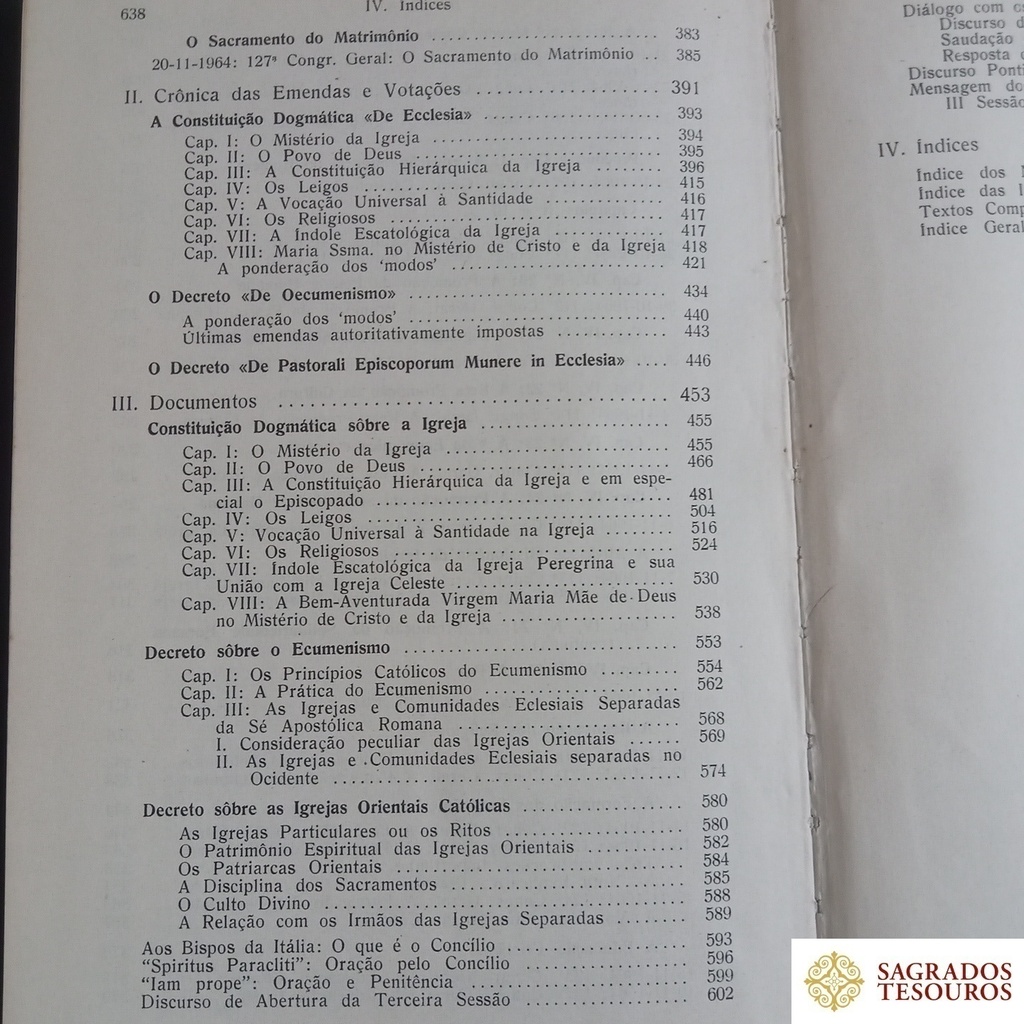 638
IV. Índices
O Sacramento do Matrimônio .......................... 383
20-11-1964: 127ª Congr. Geral: O Sacramento do Matrimônio .. 385
II. Crônica das Emendas e Votações .................. 391
A Constituição Dogmática «De Ecclesia» .................. 393
Cap. I: O Mistério da Igreja .......................... 394
Cap. II: O Povo de Deus .......................... 395
Cap. III: A Constituição Hierárquica da Igreja ........ 396
Cap. IV: Os Leigos .............................. 415
Cap. V: A Vocação Universal à Santidade ............ 416
Cap. VI: Os Religiosos .......................... 417
Cap. VII: A Índole Escatológica da Igreja ............ 417
Cap. VIII: Maria Ssma. no Mistério de Cristo e da Igreja 418
A ponderação dos 'modos' ...................... 421
O Decreto «De Oecumenismo» .......................... 434
A ponderação dos 'modos' .......................... 440
Últimas emendas autoritativamente impostas ............ 443
O Decreto «De Pastorali Episcoporum Munere in Ecclesia» .... 446
III. Documentos .................................... 453
Constituição Dogmática sôbre a Igreja .................. 455
Cap. I: O Mistério da Igreja ...................... 455
Cap. II: O Povo de Deus .......................... 466
Cap. III: A Constituição Hierárquica da Igreja e em espe-
cial o Episcopado .............................. 481
Cap. IV: Os Leigos .............................. 504
Cap. V: Vocação Universal à Santidade na Igreja ........ 516
Cap. VI: Os Religiosos .......................... 524
Cap. VII: Índole Escatológica da Igreja Peregrina e sua
União com a Igreja Celeste ...................... 530
Cap. VIII: A Bem-Aventurada Virgem Maria Mãe de Deus
no Mistério de Cristo e da Igreja .................. 538
Decreto sôbre o Ecumenismo .......................... 553
Cap. I: Os Princípios Católicos do Ecumenismo ........ 554
Cap. II: A Prática do Ecumenismo .................. 562
Cap. III: As Igrejas e Comunidades Eclesiais Separadas
da Sé Apostólica Romana ...................... 568
I. Consideração peculiar das Igrejas Orientais ...... 569
II. As Igrejas e Comunidades Eclesiais separadas no
Ocidente .................................. 574
Decreto sôbre as Igrejas Orientais Católicas .............. 580
As Igrejas Particulares ou os Ritos .................. 580
O Patrimônio Espiritual das Igrejas Orientais .......... 582
Os Patriarcas Orientais .............................. 584
A Disciplina dos Sacramentos ...................... 585
O Culto Divino .................................. 588
A Relação com os Irmãos das Igrejas Separadas ........ 589
Aos Bispos da Itália: O que é o Concílio .................. 593
"Spiritus Paracliti": Oração pelo Concílio .................. 596
"Iam prope": Oração e Penitência ...................... 599
Discurso de Abertura da Terceira Sessão .................. 602
Diálogo com
Discurso
Saudação
Resposta
Discurso
Mensagem
III Sessão
IV. Índices
Índice dos
Índice das
Textos
Índice Geral
SAGRADOS
TESOUROS